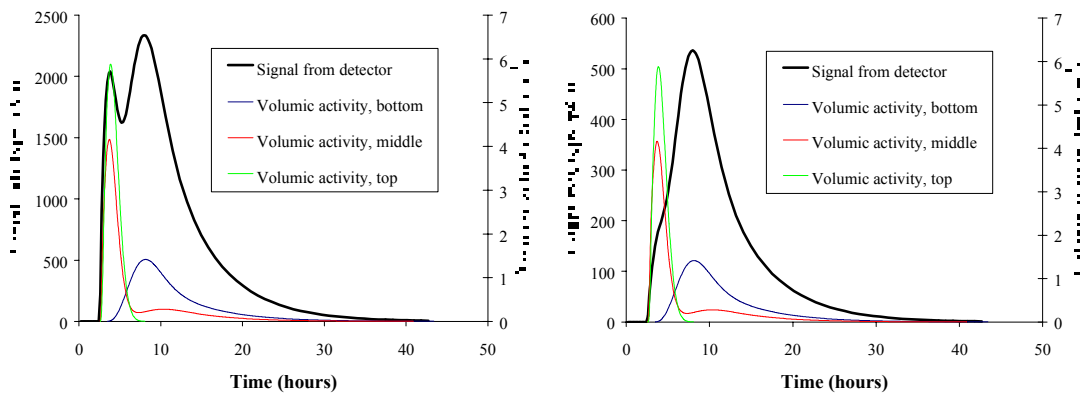 2500
2000
1500
1000
500
0
7
6
5
4
3
2
1
0
Signal from detector
Volumic activity, bottom
Volumic activity, middle
Volumic activity, top
0 10 20 30 40 50
Time (hours)
600
500
400
300
200
100
0
7
6
5
4
3
2
1
0
Signal from detector
Volumic activity, bottom
Volumic activity, middle
Volumic activity, top
0 10 20 30 40 50
Time (hours)